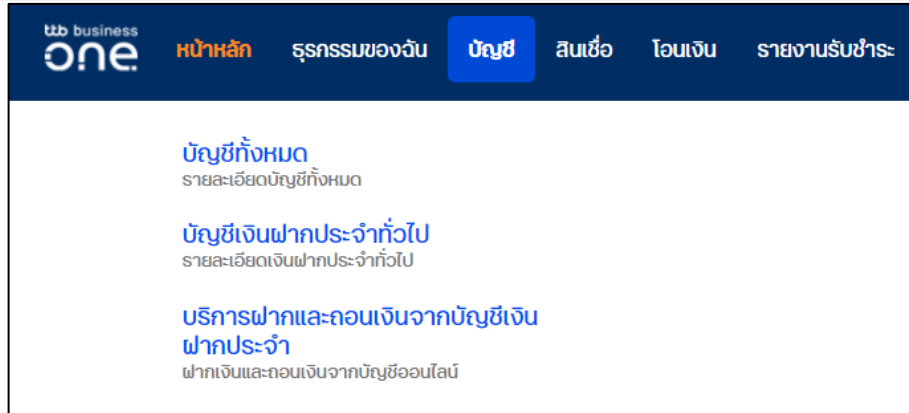 ttb business
one
หน้าหลัก ธุรกรรมของฉัน บัญชี สินเชื่อ โอนเงิน รายงานรับชำระ
บัญชีทั้งหมด
รายละเอียดบัญชีทั้งหมด
บัญชีเงินฝากประจำทั่วไป
รายละเอียดเงินฝากประจำทั่วไป
บริการฝากและถอนเงินจากบัญชีเงิน
ฝากประจำ
ฝากเงินและถอนเงินจากบัญชีออนไลน์